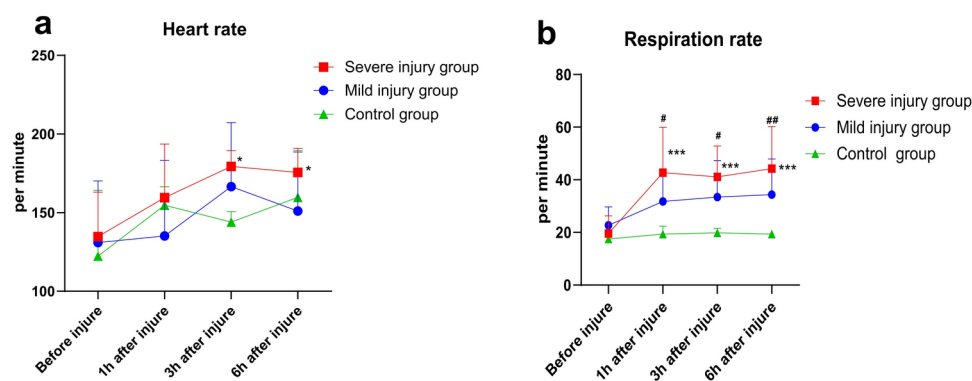 a
Heart rate
250
200
150
100
per minute
Severe injury group
Mild injury group
Control group
*
*
Before injure
1h after injure
3h after injure
6h after injure
b
Respiration rate
80
60
40
20
0
per minute
Severe injury group
Mild injury group
Control group
#
#
##
***
***
***
Before injure
1h after injure
3h after injure
6h after injure